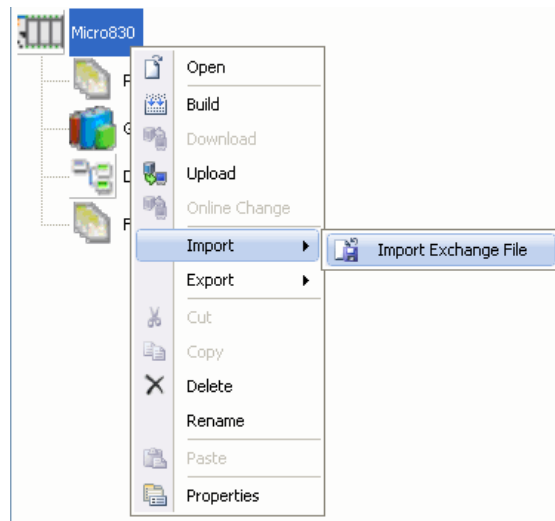 Micro830
Open
Build
Download
Upload
Online Change
Import
Import Exchange File
Export
Cut
Copy
Delete
Rename
Paste
Properties